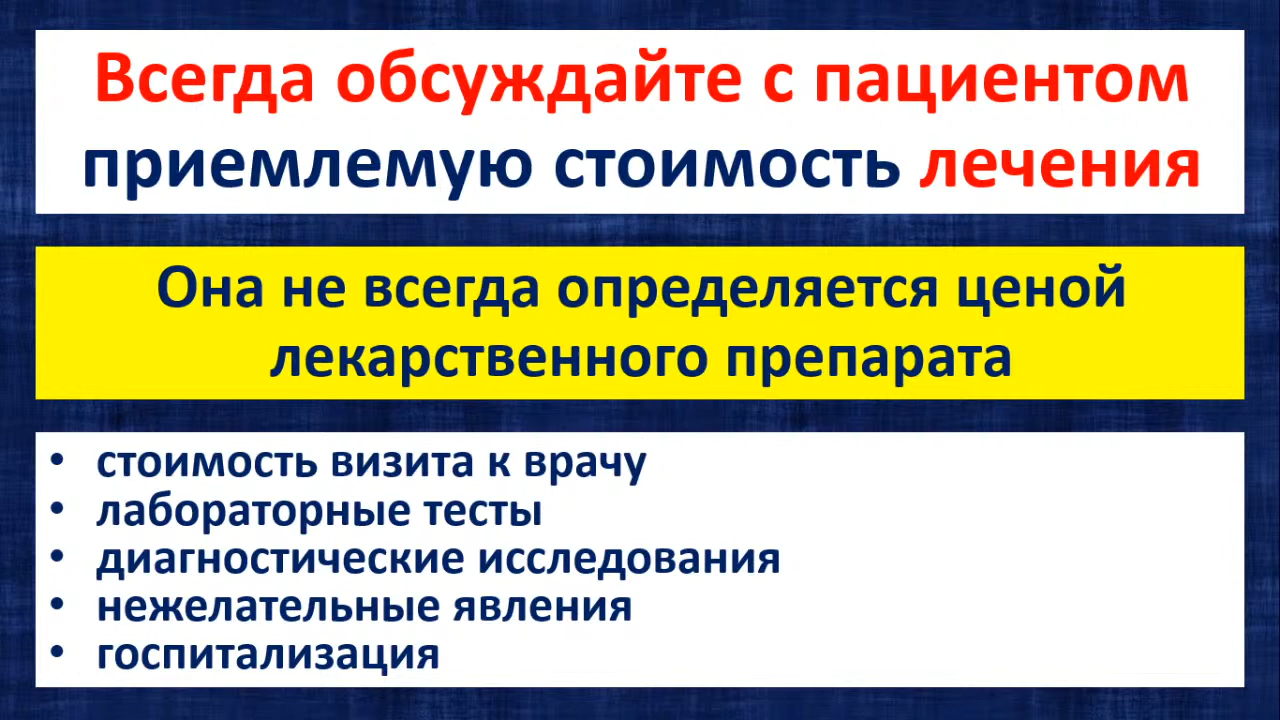 Всегда обсуждайте с пациентом
приемлемую стоимость лечения
Она не всегда определяется ценой
лекарственного препарата
• стоимость визита к врачу
• лабораторные тесты
• диагностические исследования
• нежелательные явления
• госпитализация